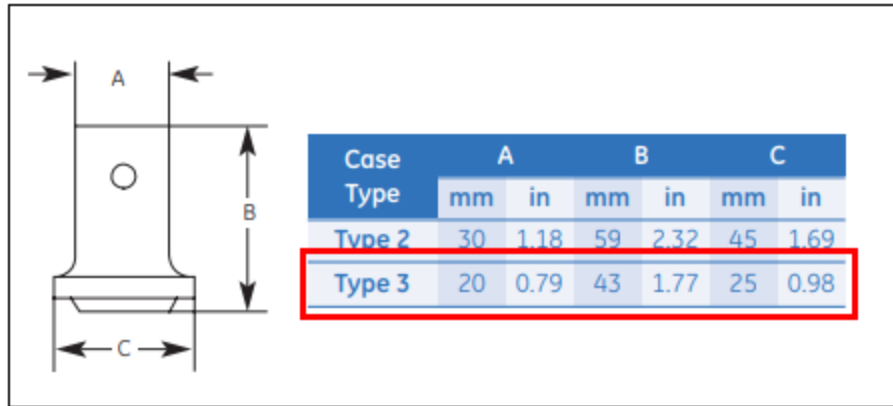 A
B
C
Case Type A B C
mm in mm in mm in
Type 2 30 1.18 59 2.32 45 1.69
Type 3 20 0.79 43 1.77 25 0.98